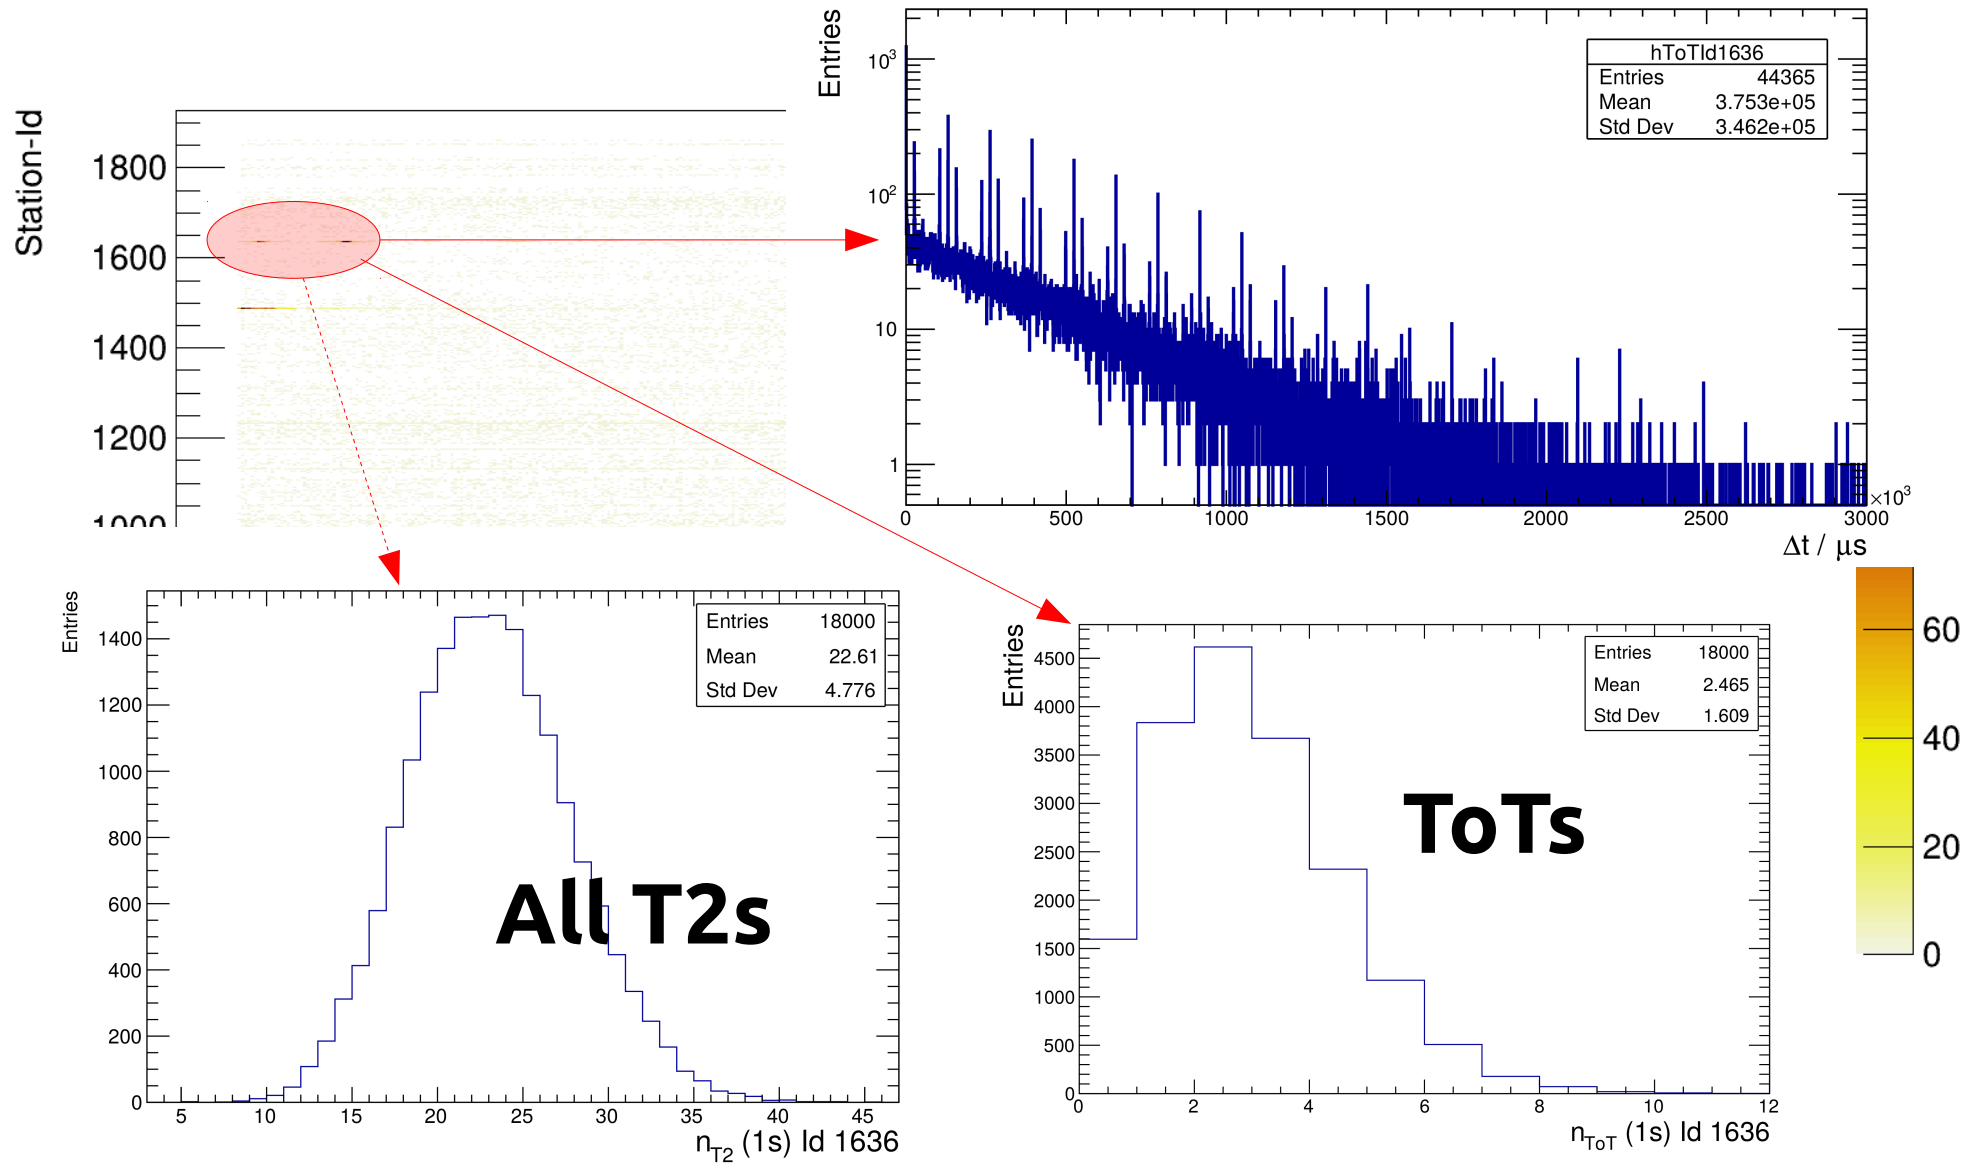 Station-Id
1800
1600
1400
1200
1000
Entries
10³
10²
10
1
hToTId1636
Entries 44365
Mean 3.753e+05
Std Dev 3.462e+05
0 500 1000 1500 2000 2500 3000
×10³
Δt / μs
Entries
1400
1200
1000
800
600
400
200
0
Entries 18000
Mean 22.61
Std Dev 4.776
All T2s
5 10 15 20 25 30 35 40 45
n_T2 (1s) Id 1636
Entries
4500
4000
3500
3000
2500
2000
1500
1000
500
0
Entries 18000
Mean 2.465
Std Dev 1.609
ToTs
0 2 4 6 8 10 12
n_ToT (1s) Id 1636
60
40
20
0